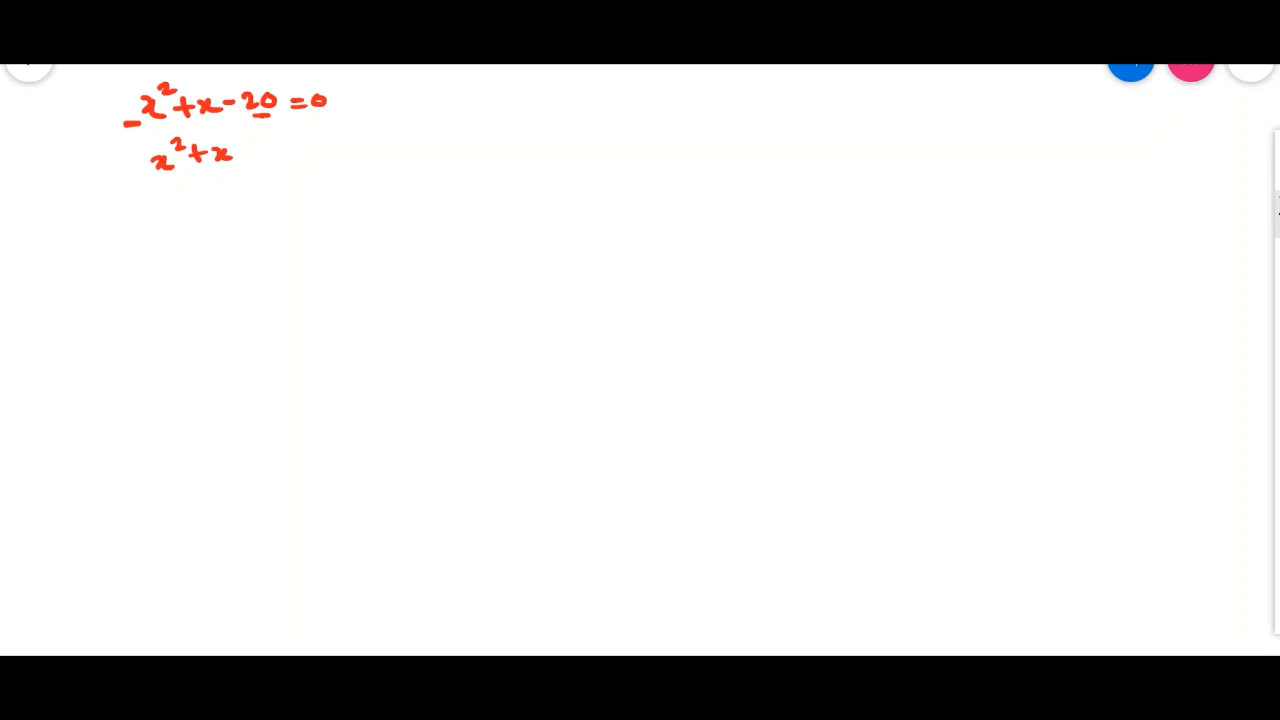 x² + x - 20 = 0
x² + x